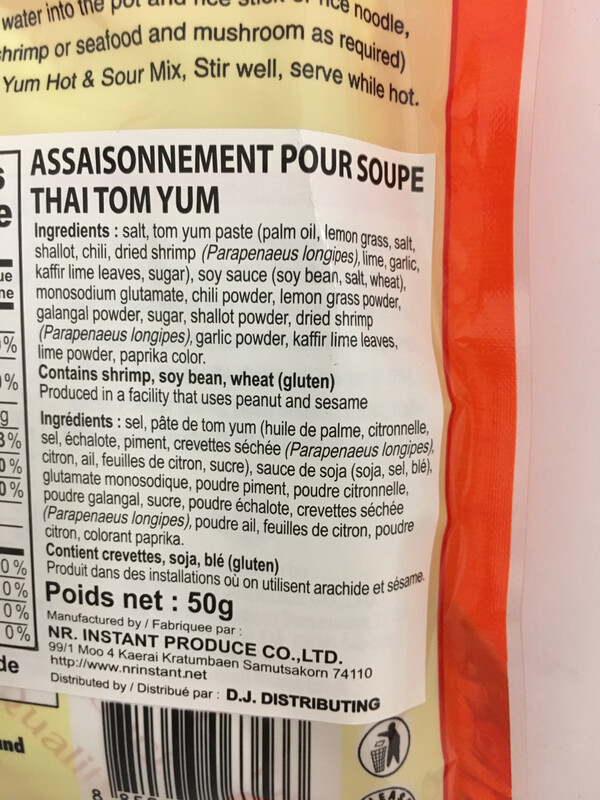 water into the pot and rice stick or rice noodle,
shrimp or seafood and mushroom as required)
Yum Hot & Sour Mix, Stir well, serve while hot.
ASSAISONNEMENT POUR SOUPE
THAI TOM YUM
Ingredients : salt, tom yum paste (palm oil, lemon grass, salt,
shallot, chili, dried shrimp (Parapenaeus longipes), lime, garlic,
kaffir lime leaves, sugar), soy sauce (soy bean, salt, wheat),
monosodium glutamate, chili powder, lemon grass powder,
galangal powder, sugar, shallot powder, dried shrimp
(Parapenaeus longipes), garlic powder, kaffir lime leaves,
lime powder, paprika color.
Contains shrimp, soy bean, wheat (gluten)
Produced in a facility that uses peanut and sesame
Ingrédients : sel, pâte de tom yum (huile de palme, citronnelle,
sel, échalote, piment, crevettes séchée (Parapenaeus longipes),
citron, ail, feuilles de citron, sucre), sauce de soja (soja, sel, blé),
glutamate monosodique, poudre piment, poudre citronnelle,
poudre galangal, sucre, poudre échalote, crevettes séchée
(Parapenaeus longipes), poudre ail, feuilles de citron, poudre
citron, colorant paprika.
Contient crevettes, soja, blé (gluten)
Produit dans des installations où on utilisent arachide et sésame.
Poids net : 50g
Manufactured by / Fabriquee par :
NR. INSTANT PRODUCE CO.,LTD.
99/1 Moo 4 Kaerai Kratumbaen Samutsakorn 74110
http://www.nrinstant.net
Distributed by / Distribué par : D.J. DISTRIBUTING